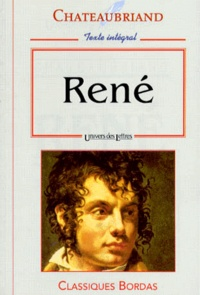 CHATEAUBRIAND
Texte intégral
René
Univers des Lettres
CLASSIQUES BORDAS